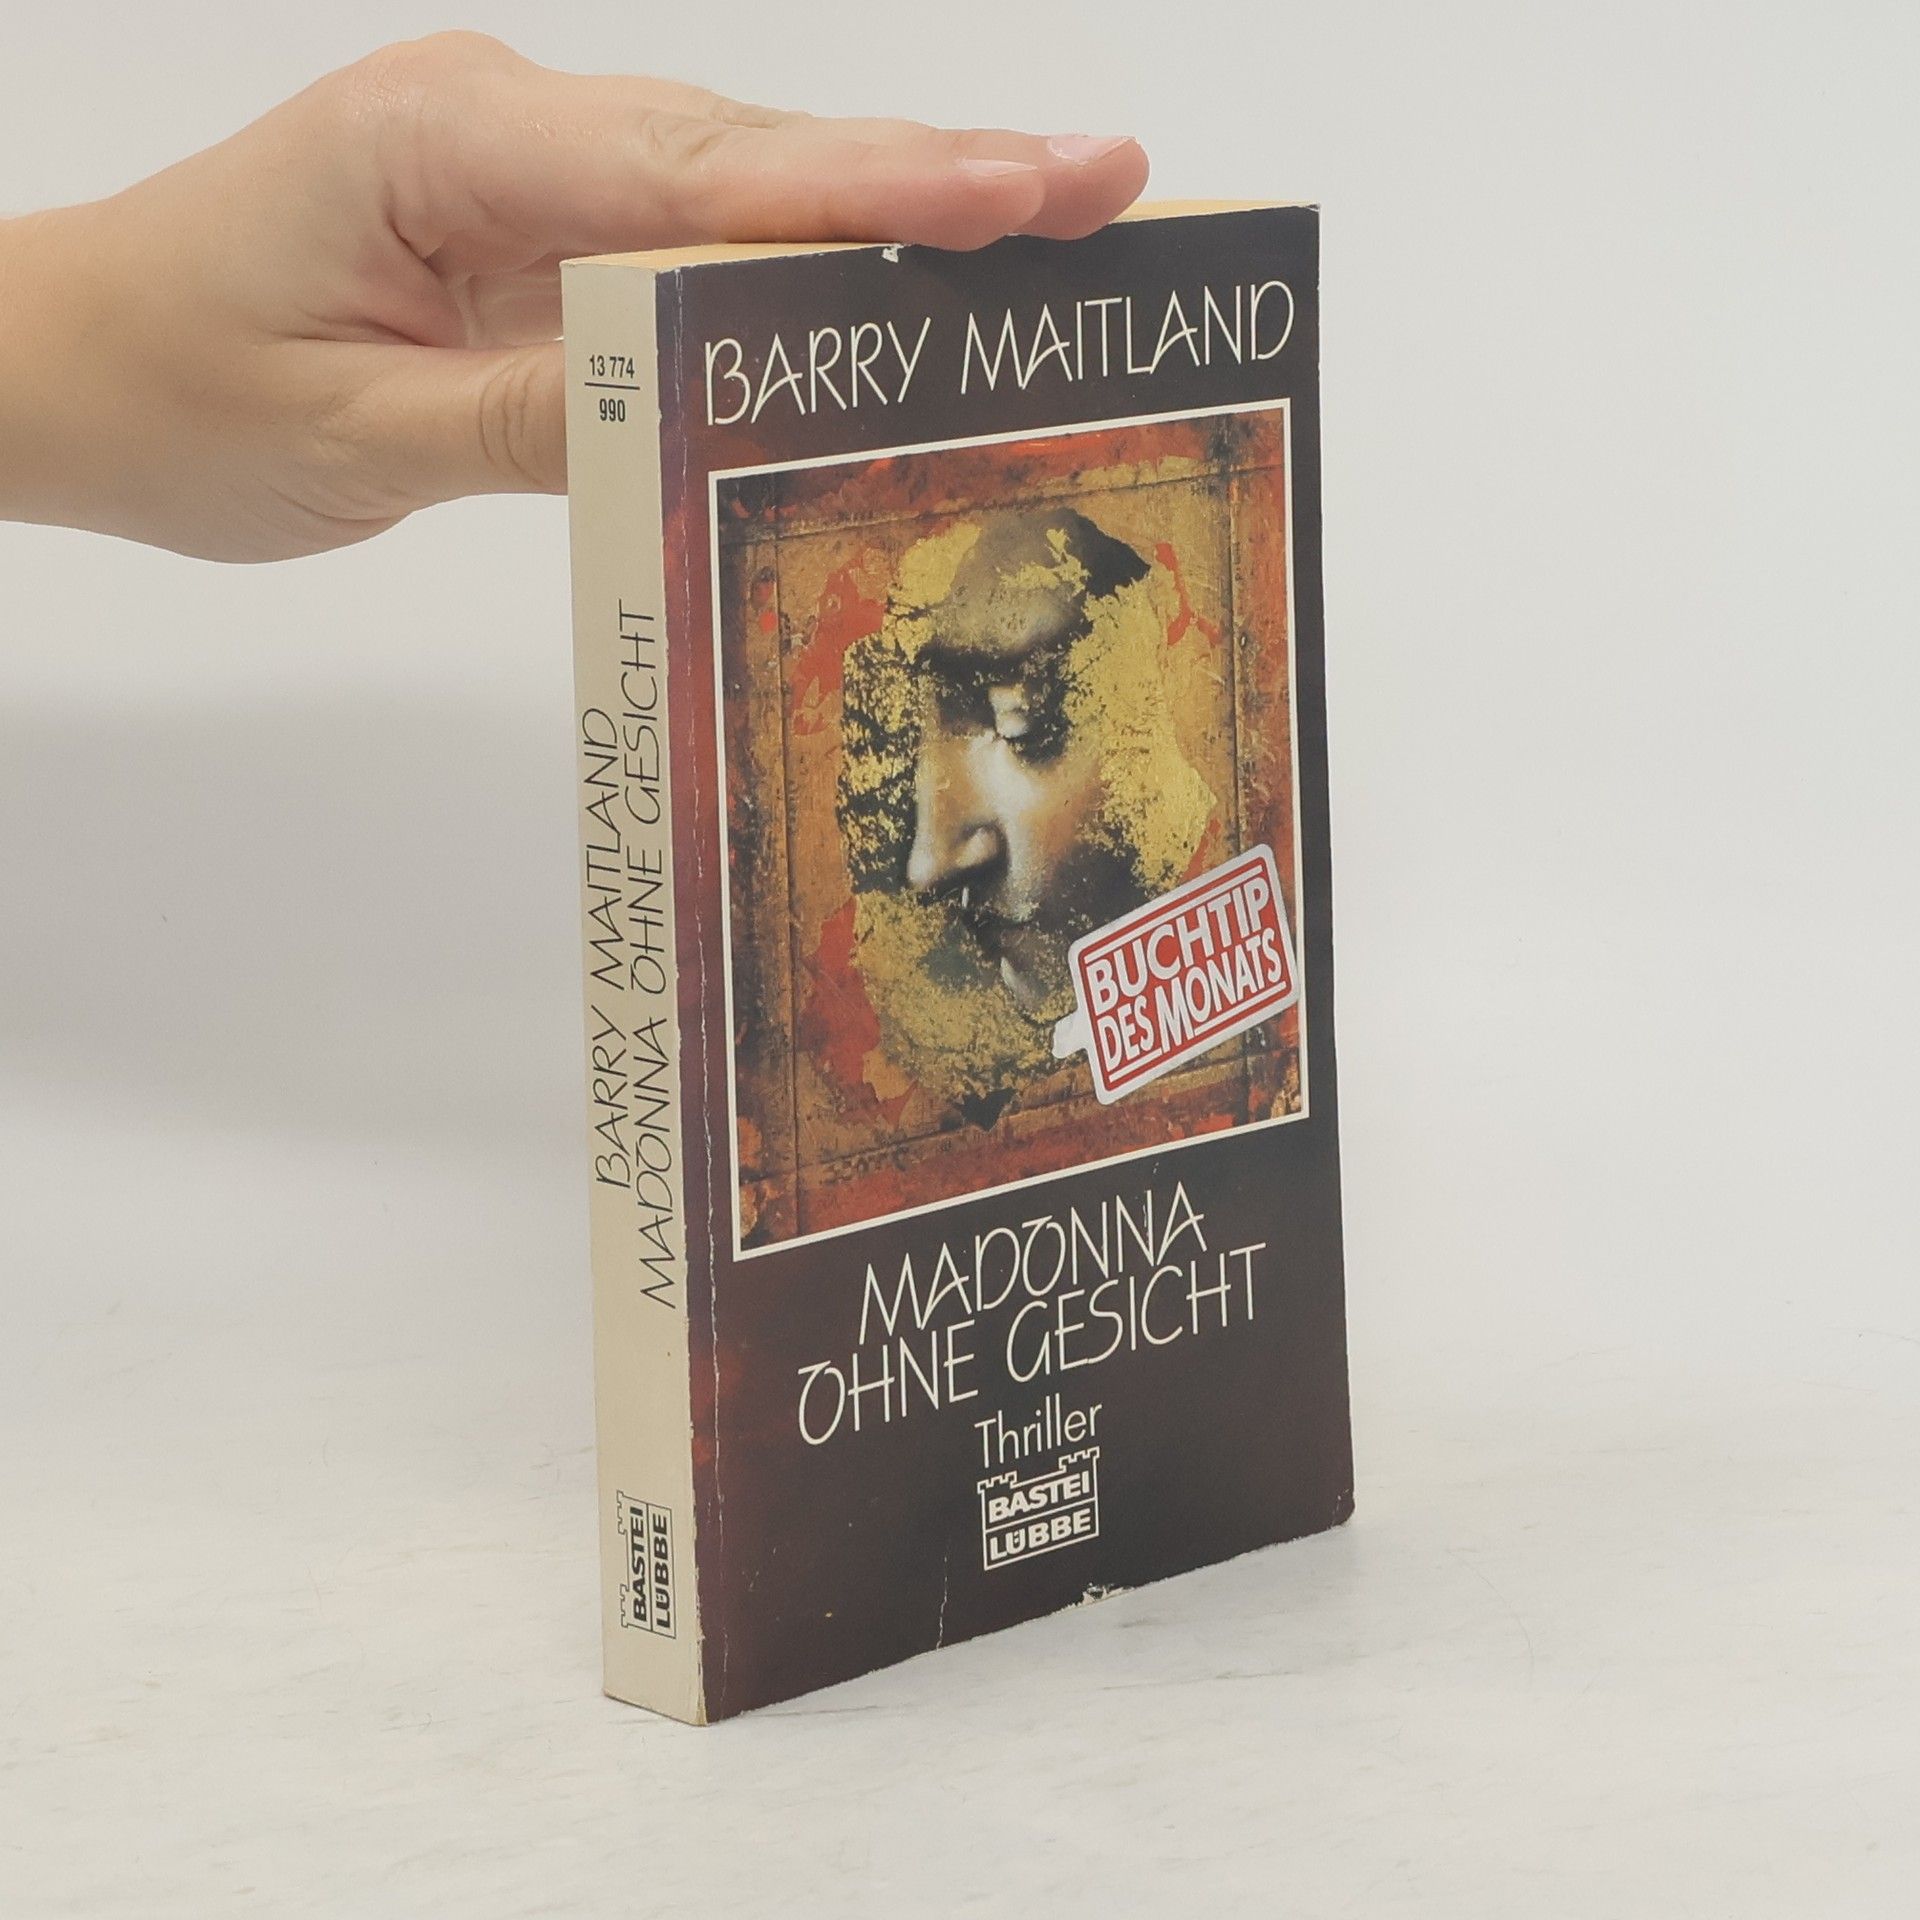 13 774
990
BARRY MAITLAND
MADONNA OHNE GESICHT
BASTEI
LÜBBE
BARRY MAITLAND
BUCHTIP
DES MONATS
MADONNA
OHNE GESICHT
Thriller
BASTEI
LÜBBE